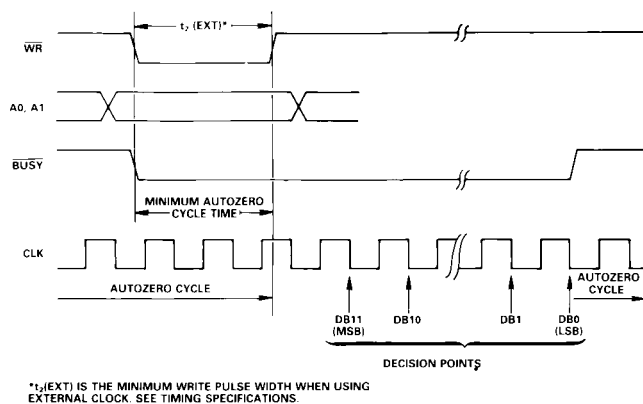 t₂ (EXT)*
WR
A0, A1
BUSY
MINIMUM AUTOZERO
CYCLE TIME
CLK
AUTOZERO CYCLE
AUTOZERO
CYCLE
DB11
(MSB)
DB10
DB1
DB0
(LSB)
DECISION POINTS
*t₂(EXT) IS THE MINIMUM WRITE PULSE WIDTH WHEN USING
EXTERNAL CLOCK. SEE TIMING SPECIFICATIONS.